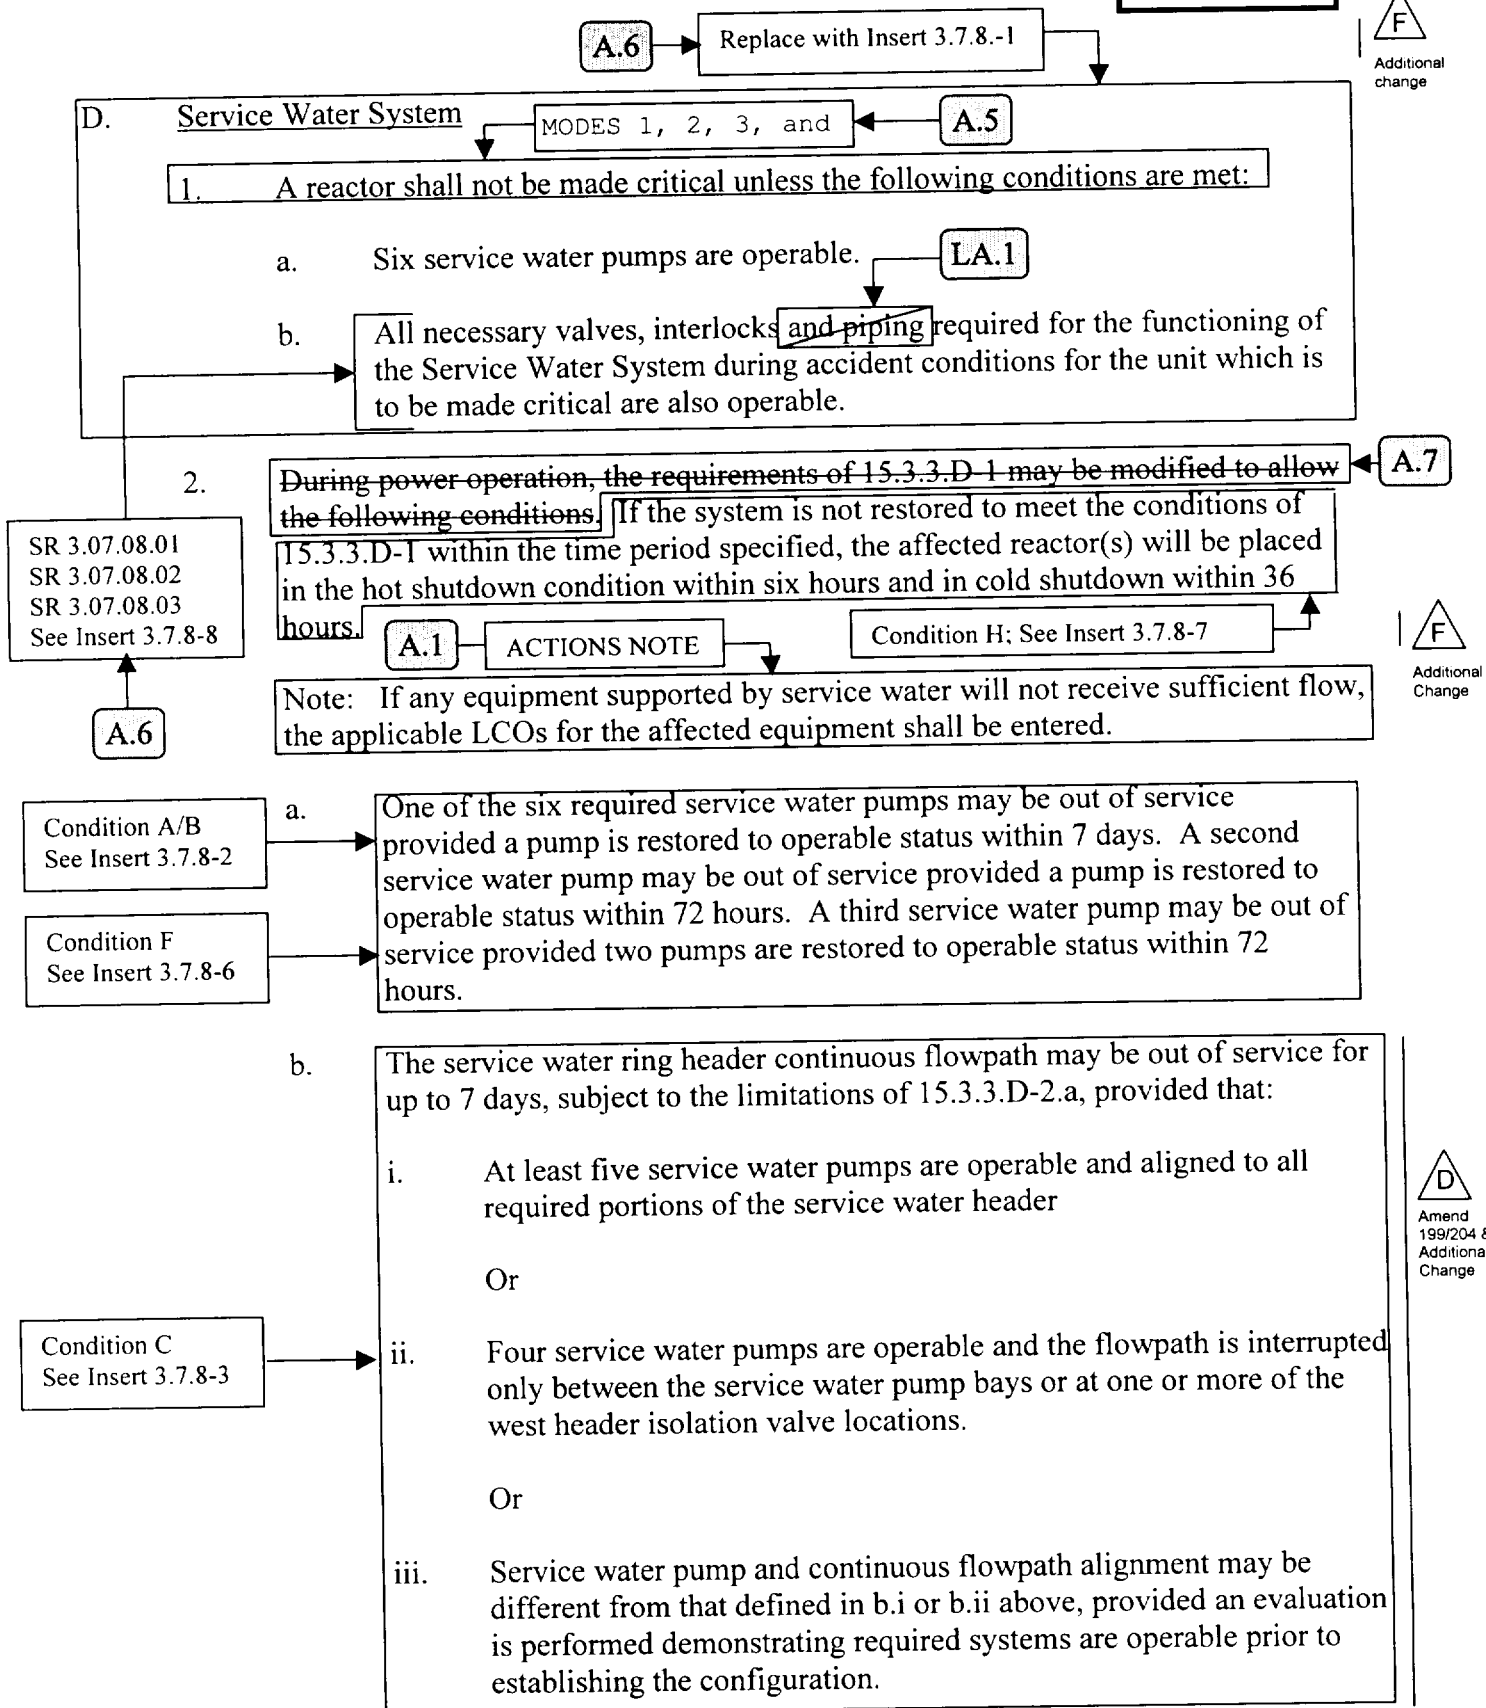 A.6
Replace with Insert 3.7.8.-1
F
Additional
change
D. Service Water System
MODES 1, 2, 3, and
A.5
1. A reactor shall not be made critical unless the following conditions are met:
a. Six service water pumps are operable.
LA.1
b. All necessary valves, interlocks and piping required for the functioning of
the Service Water System during accident conditions for the unit which is
to be made critical are also operable.
2. During power operation, the requirements of 15.3.3.D-1 may be modified to allow
A.7
the following conditions. If the system is not restored to meet the conditions of
15.3.3.D-1 within the time period specified, the affected reactor(s) will be placed
in the hot shutdown condition within six hours and in cold shutdown within 36
hours.
SR 3.07.08.01
SR 3.07.08.02
SR 3.07.08.03
See Insert 3.7.8-8
A.6
A.1
ACTIONS NOTE
Condition H; See Insert 3.7.8-7
F
Additional
Change
Note: If any equipment supported by service water will not receive sufficient flow,
the applicable LCOs for the affected equipment shall be entered.
Condition A/B
See Insert 3.7.8-2
Condition F
See Insert 3.7.8-6
a. One of the six required service water pumps may be out of service
provided a pump is restored to operable status within 7 days. A second
service water pump may be out of service provided a pump is restored to
operable status within 72 hours. A third service water pump may be out of
service provided two pumps are restored to operable status within 72
hours.
b. The service water ring header continuous flowpath may be out of service for
up to 7 days, subject to the limitations of 15.3.3.D-2.a, provided that:
i. At least five service water pumps are operable and aligned to all
required portions of the service water header
D
Amend
199/204 &
Additiona
Change
Or
Condition C
See Insert 3.7.8-3
ii. Four service water pumps are operable and the flowpath is interrupted
only between the service water pump bays or at one or more of the
west header isolation valve locations.
Or
iii. Service water pump and continuous flowpath alignment may be
different from that defined in b.i or b.ii above, provided an evaluation
is performed demonstrating required systems are operable prior to
establishing the configuration.